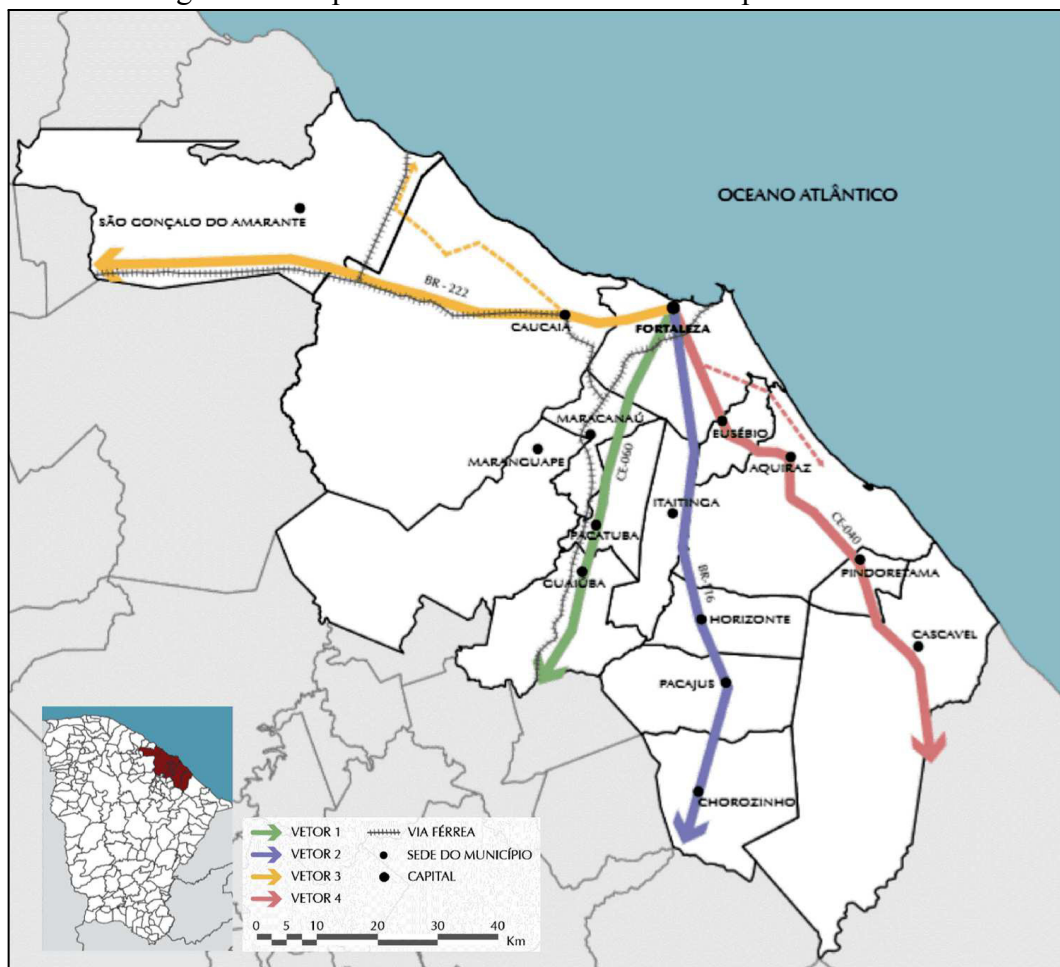 OCEANO ATLÂNTICO
SÃO GONÇALO DO AMARANTE
BR - 222
CAUCAIA
FORTALEZA
MARACANAÚ
EUSÉBIO
MARANGUAPE
CE-060
AQUIRAZ
ITAITINGA
CE-040
PACATUBA
PINDORETAMA
GUAIÚBA
BR-116
HORIZONTE
CASCAVEL
PACAJUS
CHOROZINHO
VETOR 1
VETOR 2
VETOR 3
VETOR 4
VIA FÉRREA
SEDE DO MUNICÍPIO
CAPITAL
0 5 10 20 30 40
Km